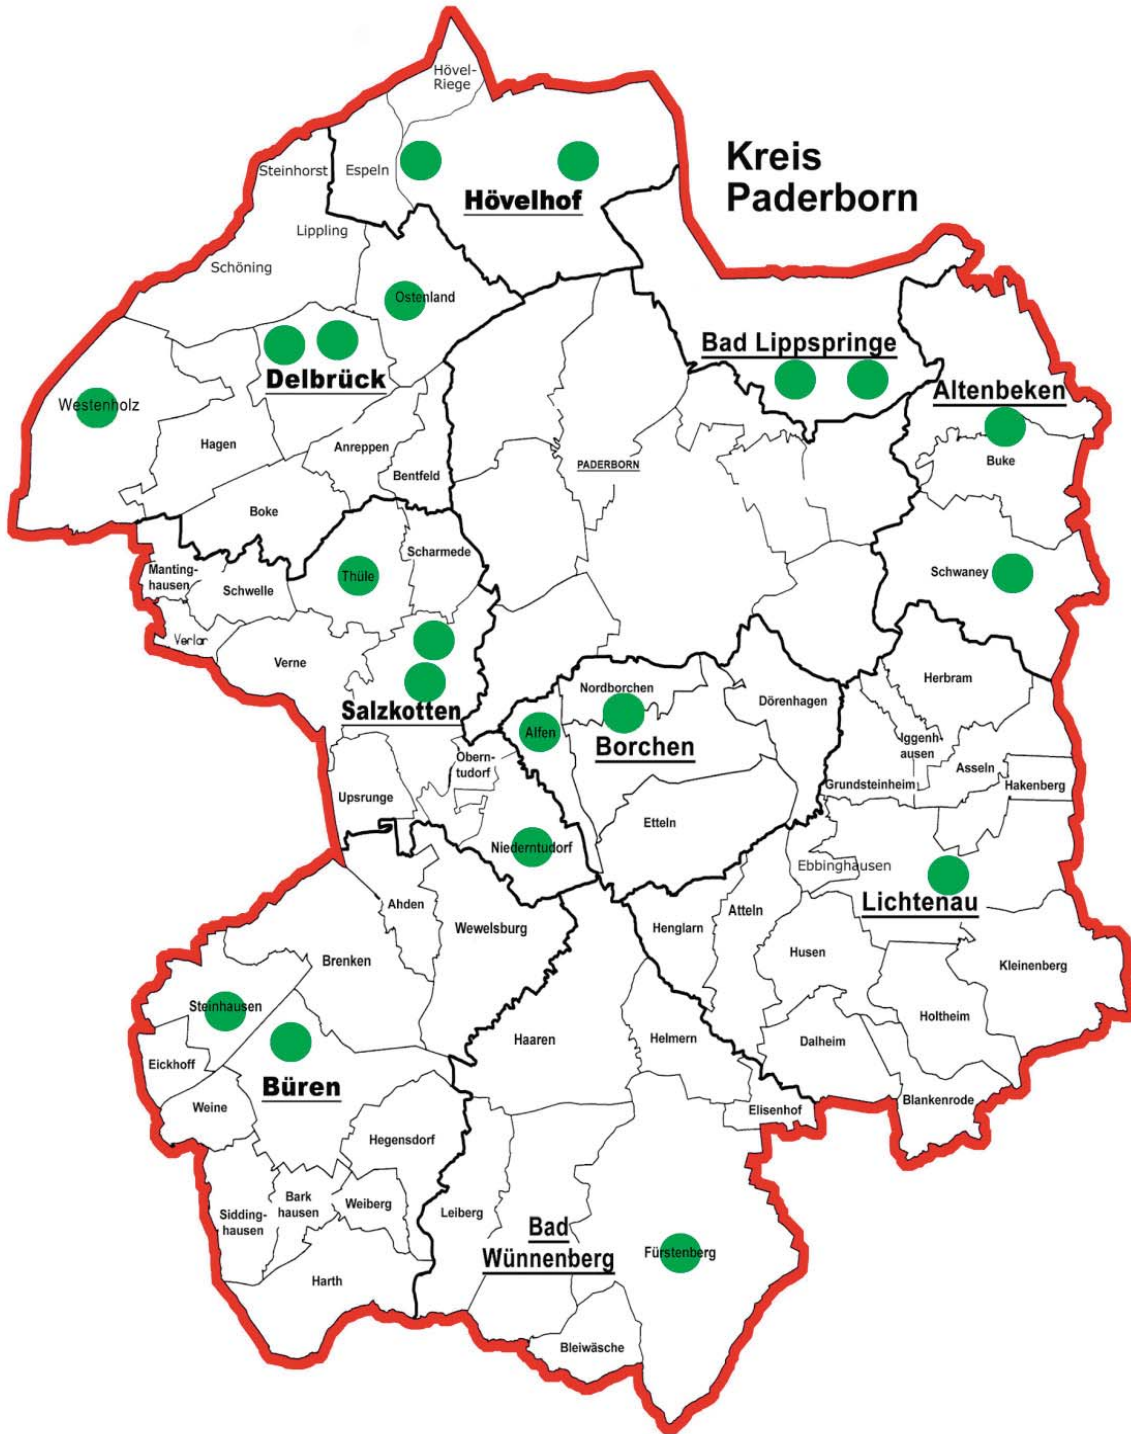 Hövel-
Riege
Kreis
Paderborn
Steinhorst
Espeln
Hövelhof
Lippling
Schöning
Ostenland
Bad Lippspringe
Delbrück
Altenbeken
Westenholz
Hagen
Anreppen
Buke
PADERBORN
Bentfeld
Boke
Scharmede
Manting-
hausen
Thüle
Schwaney
Schwelle
Verlar
Verne
Herbram
Nordborchen
Dörenhagen
Salzkotten
Alfen
Borchen
Iggenh-
ausen
Obern-
tudorf
Asseln
Upsrunge
Grundsteinheim
Hakenberg
Etteln
Niederntudorf
Ebbinghausen
Ahden
Lichtenau
Wewelsburg
Henglarn
Atteln
Husen
Brenken
Kleinenberg
Steinhausen
Holtheim
Haaren
Helmern
Dalheim
Eickhoff
Büren
Weine
Blankenrode
Elisenhof
Hegensdorf
Bark
hausen
Weiberg
Sidding-
hausen
Leiberg
Bad
Wünnenberg
Fürstenberg
Harth
Bleiwäsche